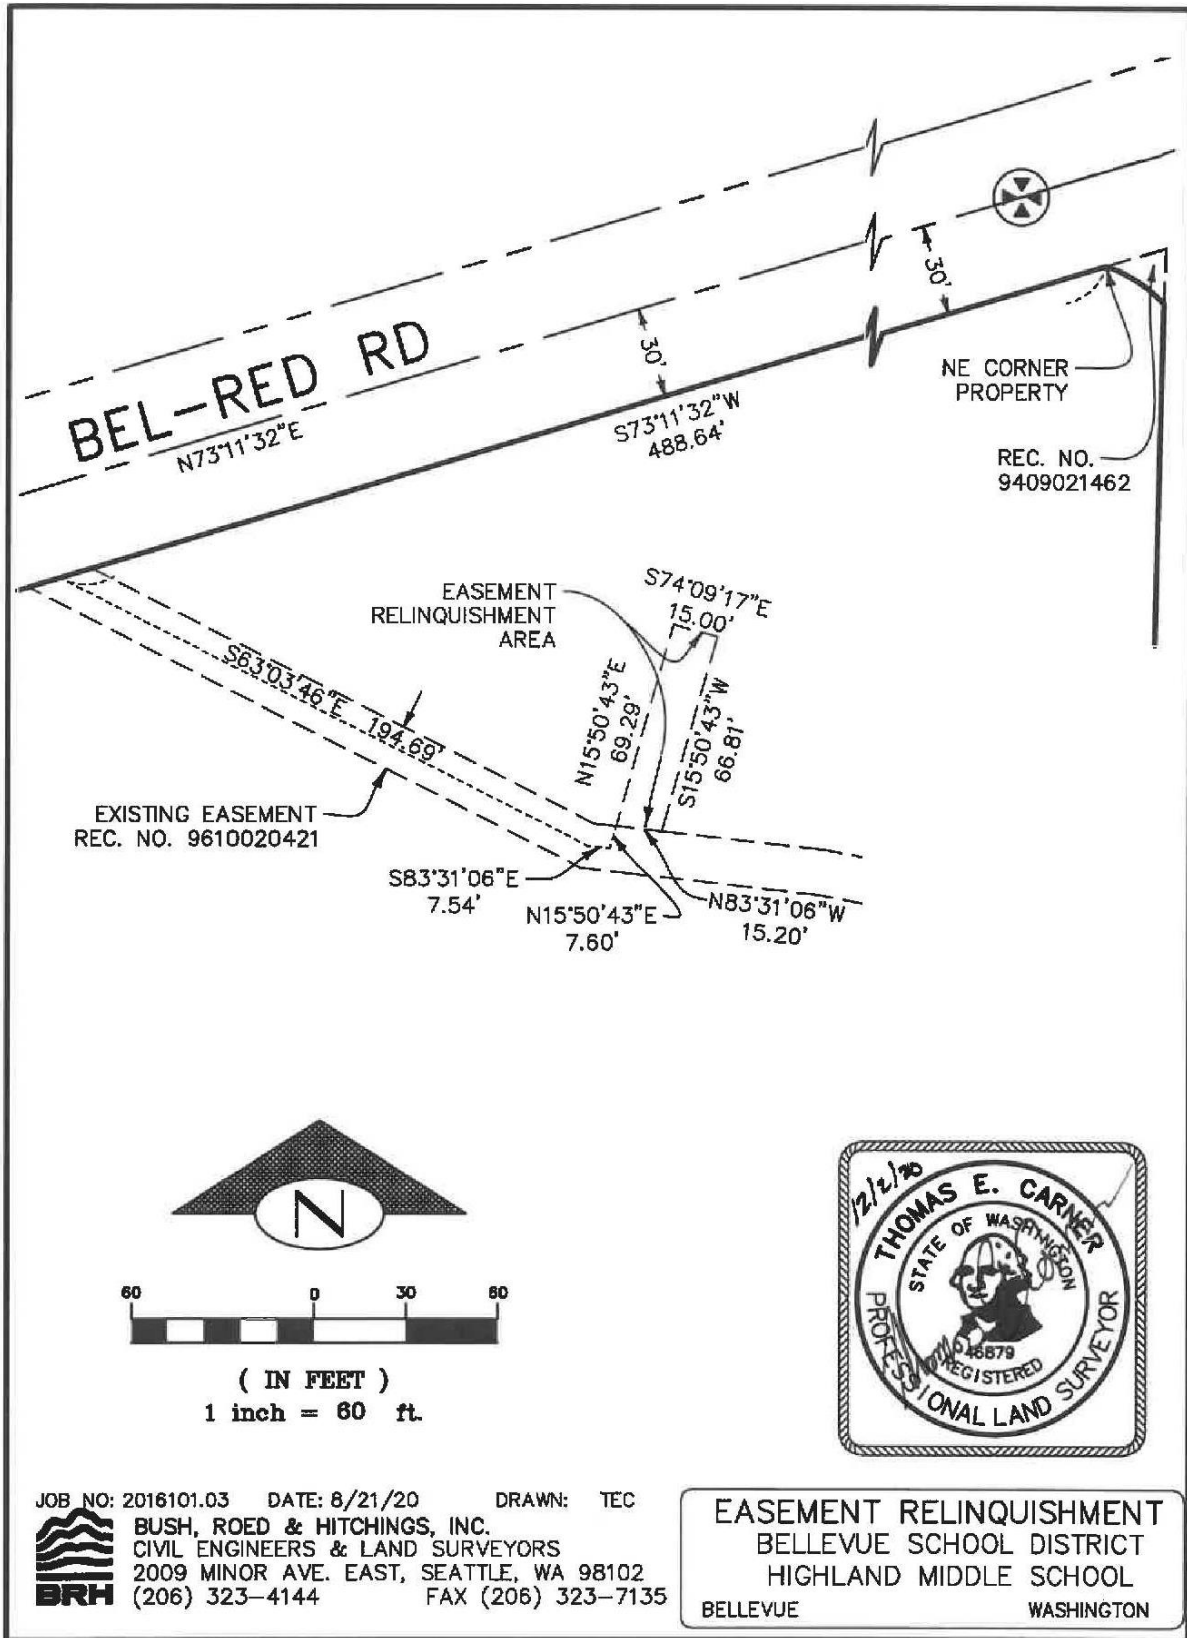 30'
30'
BEL-RED RD
N73°11'32"E
S73°11'32"W
488.64'
NE CORNER
PROPERTY
REC. NO.
9409021462
EASEMENT
RELINQUISHMENT
AREA
S74°09'17"E
15.00'
S63°03'46"E 194.69'
N15°50'43"E
69.29'
S15°50'43"W
66.81'
EXISTING EASEMENT
REC. NO. 9610020421
S83°31'06"E
7.54'
N15°50'43"E
7.60'
N83°31'06"W
15.20'
N
60 0 30 60
( IN FEET )
1 inch = 60 ft.
12/2/20
THOMAS E. CARNER
STATE OF WASHINGTON
46879
REGISTERED
PROFESSIONAL LAND SURVEYOR
JOB NO: 2016101.03 DATE: 8/21/20 DRAWN: TEC
BRH
BUSH, ROED & HITCHINGS, INC.
CIVIL ENGINEERS & LAND SURVEYORS
2009 MINOR AVE. EAST, SEATTLE, WA 98102
(206) 323-4144 FAX (206) 323-7135
EASEMENT RELINQUISHMENT
BELLEVUE SCHOOL DISTRICT
HIGHLAND MIDDLE SCHOOL
BELLEVUE WASHINGTON